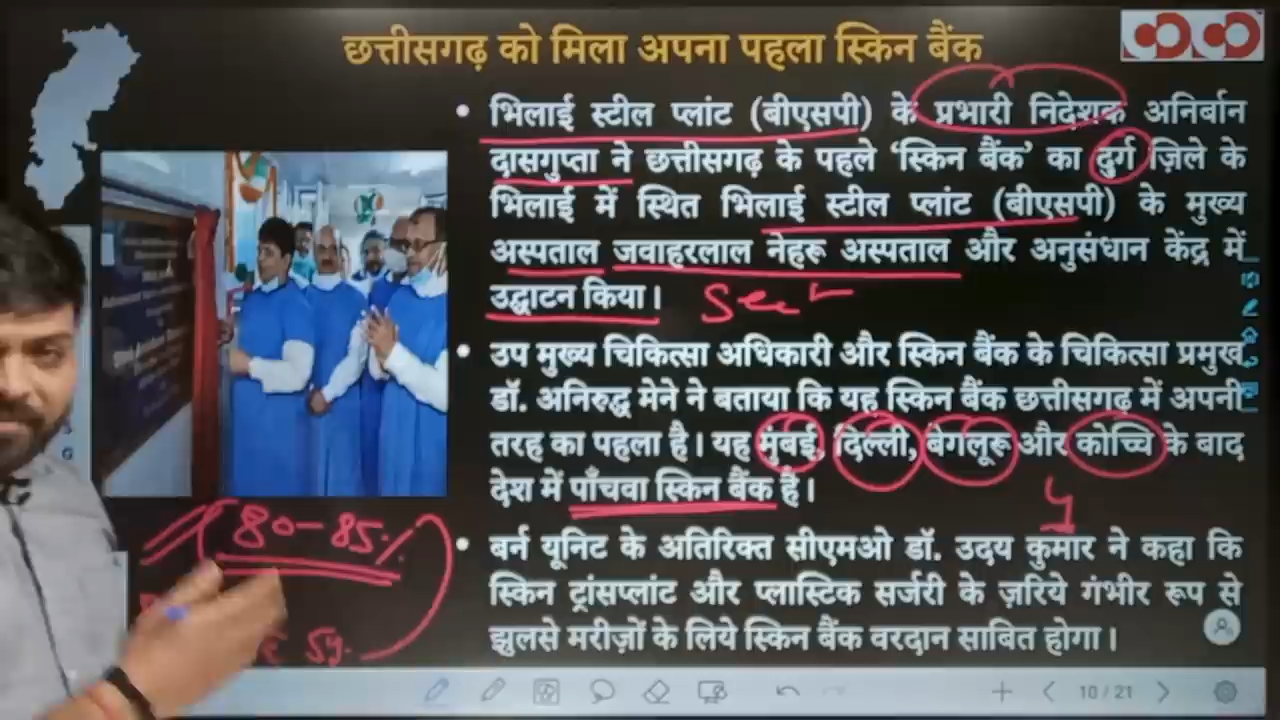 छत्तीसगढ़ को मिला अपना पहला स्किन बैंक
• भिलाई स्टील प्लांट (बीएसपी) के प्रभारी निदेशक अनिर्बान
दासगुप्ता ने छत्तीसगढ़ के पहले ‘स्किन बैंक’ का दुर्ग ज़िले के
भिलाई में स्थित भिलाई स्टील प्लांट (बीएसपी) के मुख्य
अस्पताल जवाहरलाल नेहरू अस्पताल और अनुसंधान केंद्र में
उद्घाटन किया।
• उप मुख्य चिकित्सा अधिकारी और स्किन बैंक के चिकित्सा प्रमुख
डॉ. अनिरुद्ध मेने ने बताया कि यह स्किन बैंक छत्तीसगढ़ में अपनी
तरह का पहला है। यह मुंबई, दिल्ली, बेंगलूरू और कोच्चि के बाद
देश में पाँचवा स्किन बैंक है।
80-85%
• बर्न यूनिट के अतिरिक्त सीएमओ डॉ. उदय कुमार ने कहा कि
स्किन ट्रांसप्लांट और प्लास्टिक सर्जरी के ज़रिये गंभीर रूप से
झुलसे मरीज़ों के लिये स्किन बैंक वरदान साबित होगा।
10 / 21